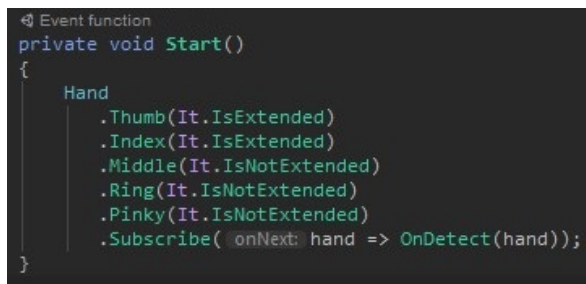 Event function
private void Start()
{
Hand
.Thumb(It.IsExtended)
.Index(It.IsExtended)
.Middle(It.IsNotExtended)
.Ring(It.IsNotExtended)
.Pinky(It.IsNotExtended)
.Subscribe( onNext: hand => OnDetect(hand));
}